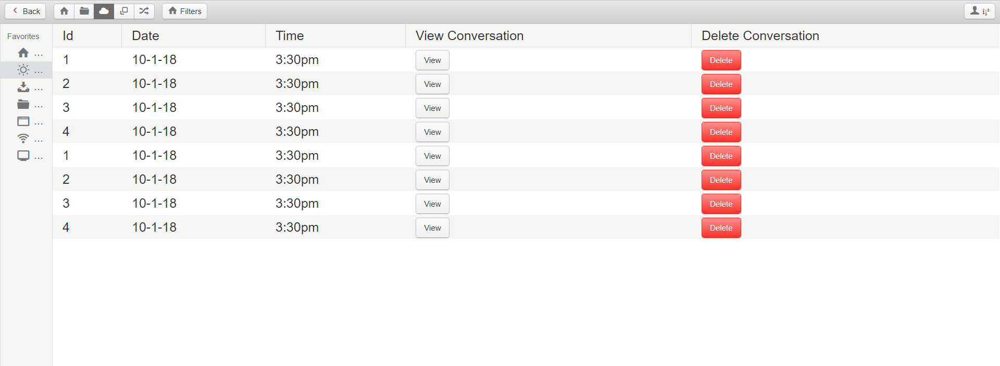 Back Filters î¡³
Favorites
...
...
...
...
...
...
...
Id Date Time View Conversation Delete Conversation
1 10-1-18 3:30pm View Delete
2 10-1-18 3:30pm View Delete
3 10-1-18 3:30pm View Delete
4 10-1-18 3:30pm View Delete
1 10-1-18 3:30pm View Delete
2 10-1-18 3:30pm View Delete
3 10-1-18 3:30pm View Delete
4 10-1-18 3:30pm View Delete